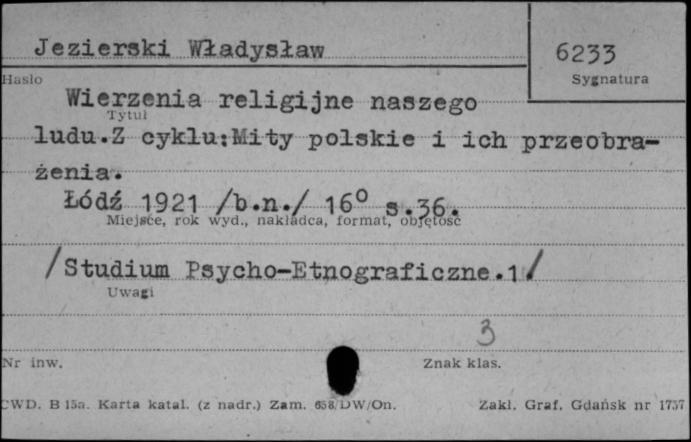 Jezierski Władysław
6233
Hasło
Sygnatura
Wierzenia religijne naszego
Tytuł
ludu.Z cyklu:Mity polskie i ich przeobra-
żenia.
Łódź 1921 /b.n./ 16° s.36.
Miejsce, rok wyd., nakładca, format, objętość
/Studium Psycho-Etnograficzne.1/
Uwagi
3
Nr inw.
Znak klas.
CWD. B 15a. Karta katal. (z nadr.) Zam. 658/DW/On.
Zakł. Graf. Gdańsk nr 1757